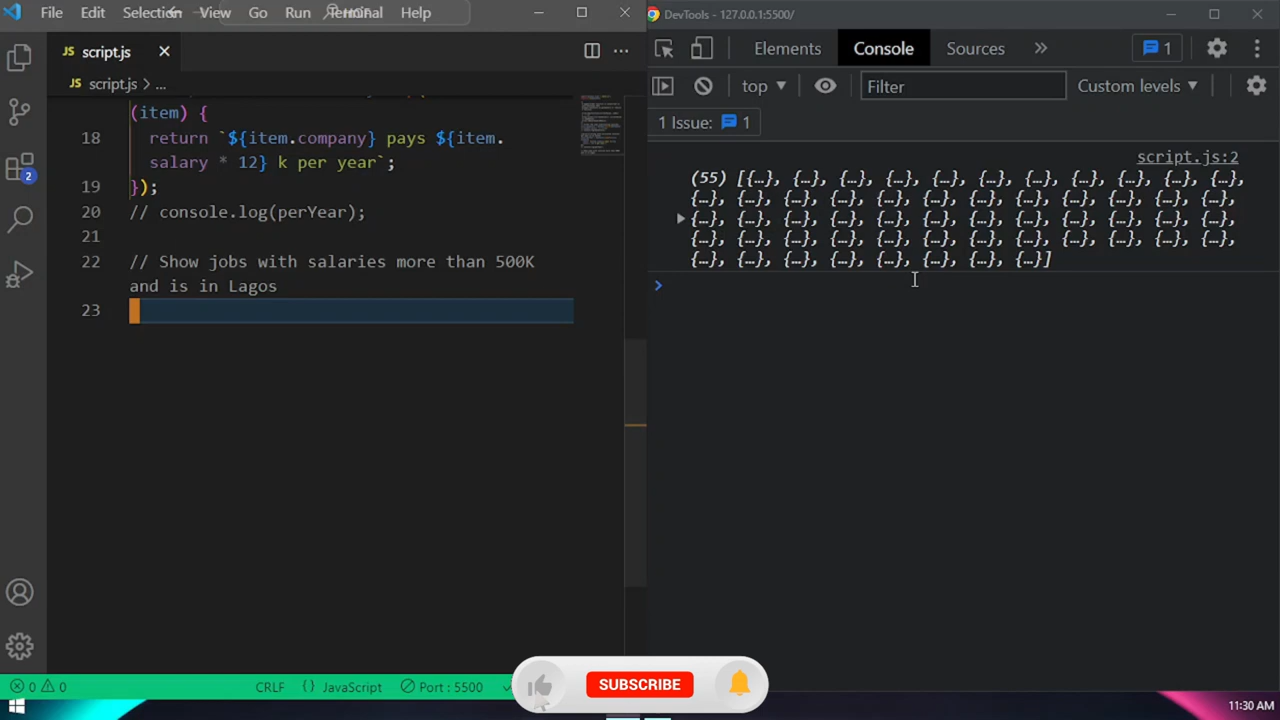 File Edit Selection View Go Run Terminal Help
script.js
script.js > ...
(item) {
18 return `${item.company} pays ${item.
salary * 12} k per year`;
19 });
20 // console.log(perYear);
21
22 // Show jobs with salaries more than 500K
and is in Lagos
23
2
0 0 CRLF {} JavaScript Port : 5500
DevTools - 127.0.0.1:5500/
Elements Console Sources 1
top Filter Custom levels
1 Issue: 1
script.js:2
(55) [{…}, {…}, {…}, {…}, {…}, {…}, {…}, {…}, {…}, {…}, {…},
{…}, {…}, {…}, {…}, {…}, {…}, {…}, {…}, {…}, {…}, {…}, {…},
{…}, {…}, {…}, {…}, {…}, {…}, {…}, {…}, {…}, {…}, {…}, {…},
{…}, {…}, {…}, {…}, {…}, {…}, {…}, {…}, {…}, {…}, {…}, {…},
{…}, {…}, {…}, {…}, {…}, {…}, {…}, {…}]
SUBSCRIBE
11:30 AM